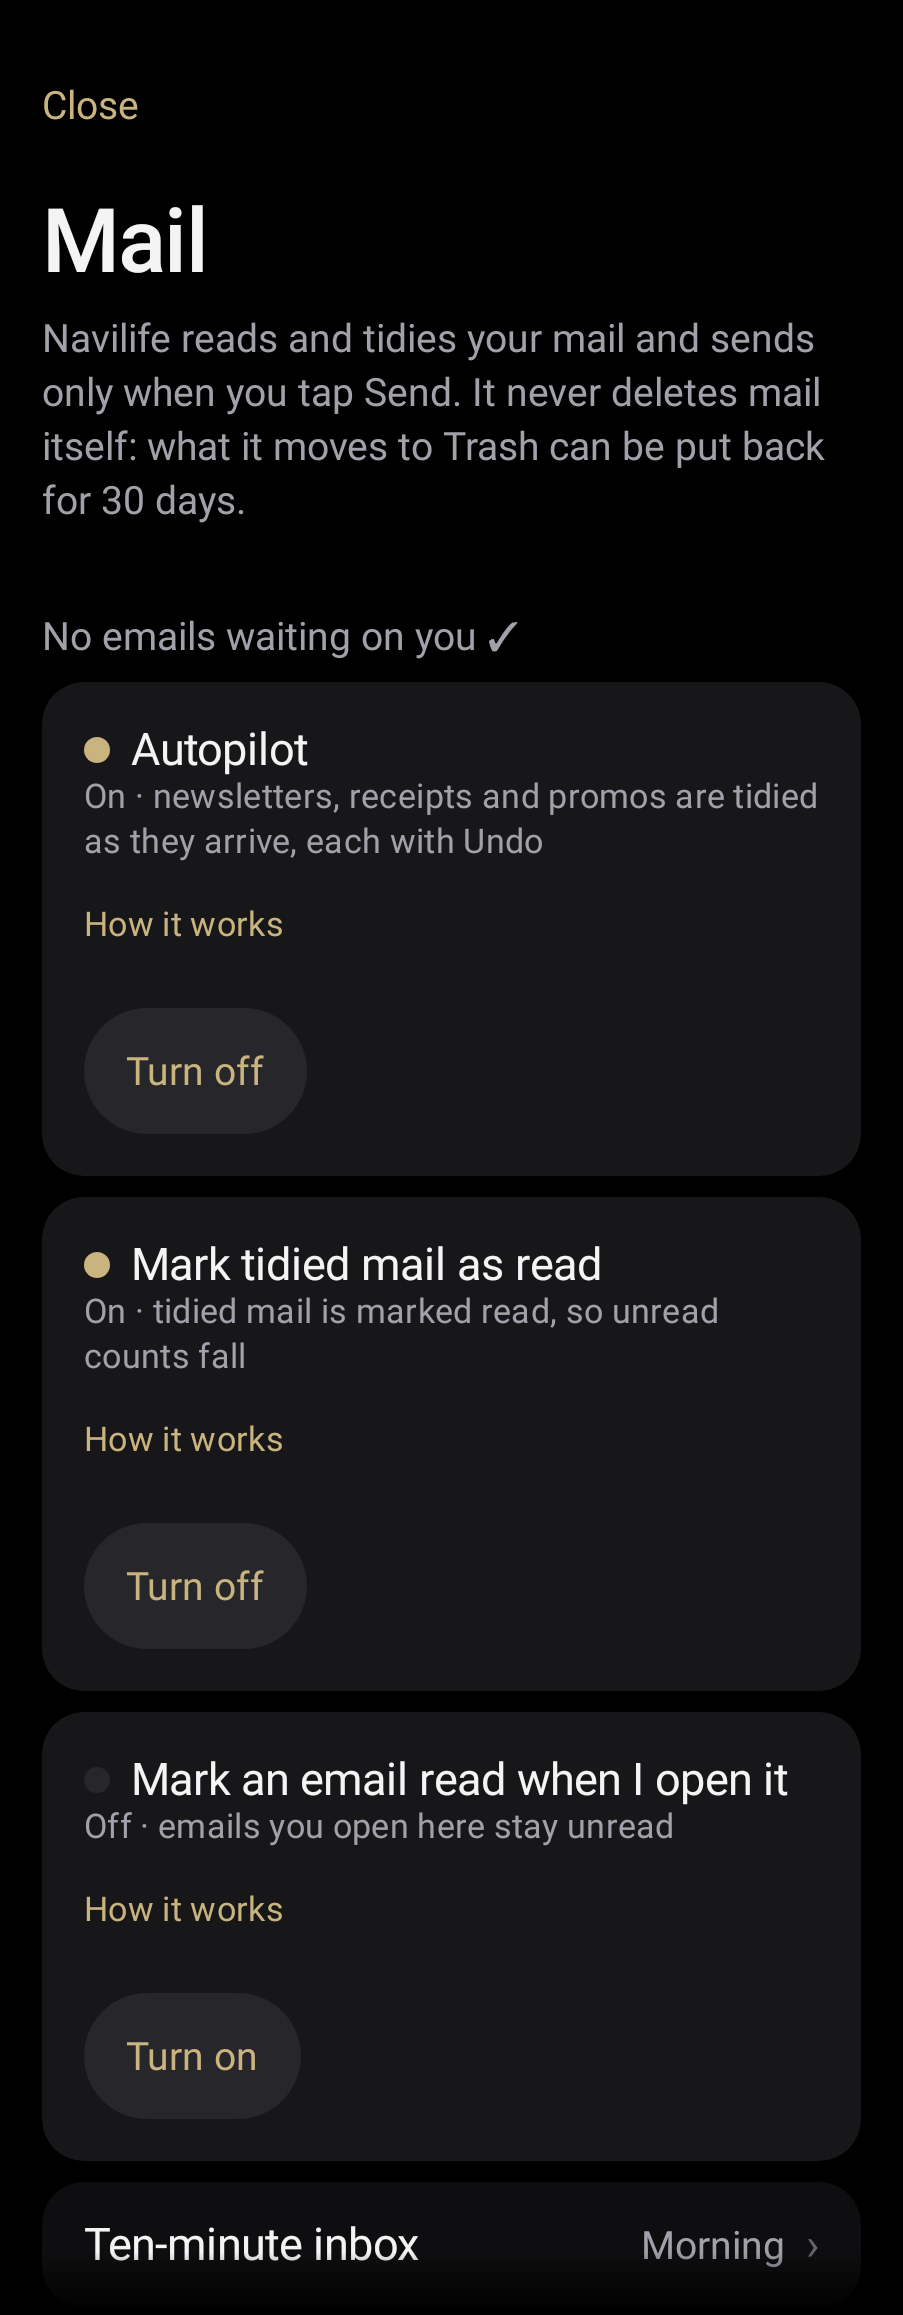 Close
Mail
Navilife reads and tidies your mail and sends
only when you tap Send. It never deletes mail
itself: what it moves to Trash can be put back
for 30 days.
No emails waiting on you ✓
Autopilot
On · newsletters, receipts and promos are tidied
as they arrive, each with Undo
How it works
Turn off
Mark tidied mail as read
On · tidied mail is marked read, so unread
counts fall
How it works
Turn off
Mark an email read when I open it
Off · emails you open here stay unread
How it works
Turn on
Ten-minute inbox Morning ›